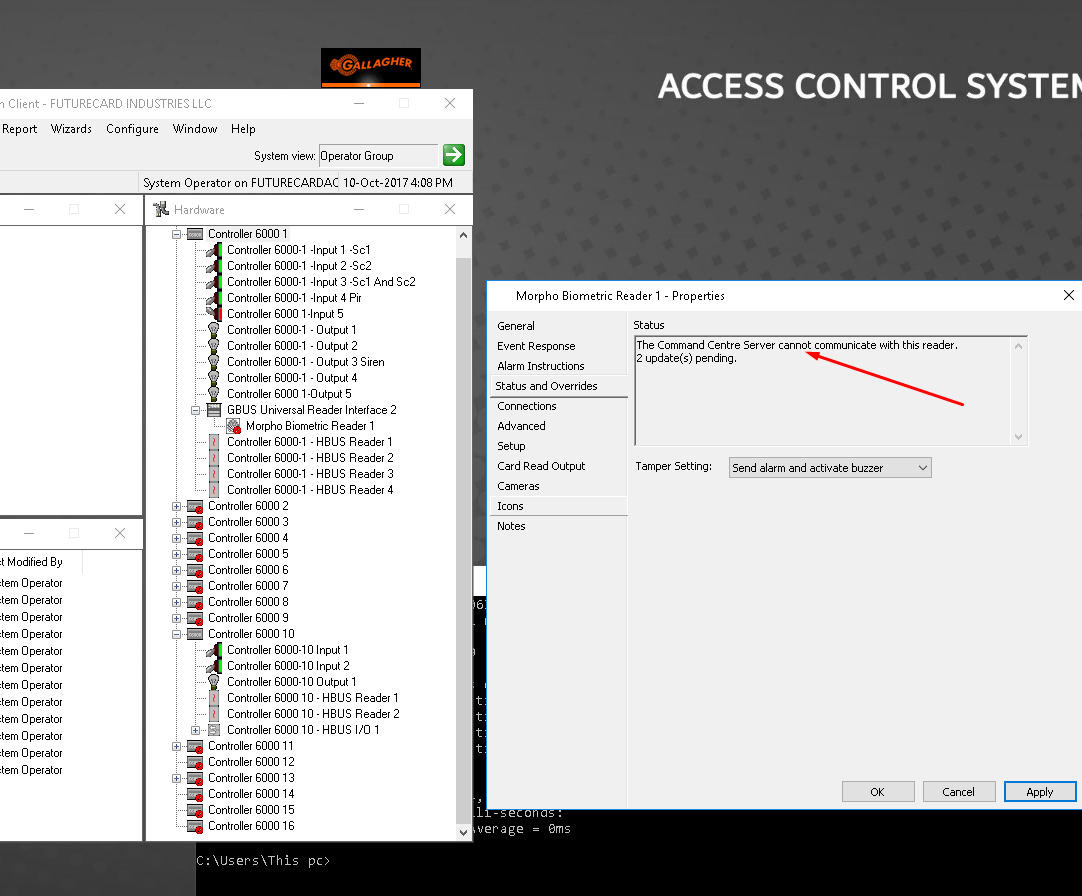 GALLAGHER
ACCESS CONTROL SYSTEM
Client - FUTURECARD INDUSTRIES LLC
Report Wizards Configure Window Help
System view: Operator Group
System Operator on FUTURECARDAC 10-Oct-2017 4:08 PM
Hardware
Controller 6000 1
Controller 6000-1 -Input 1 -Sc1
Controller 6000-1 -Input 2 -Sc2
Controller 6000-1 -Input 3 -Sc1 And Sc2
Controller 6000-1 -Input 4 Pir
Controller 6000 1-Input 5
Controller 6000-1 - Output 1
Controller 6000-1 - Output 2
Controller 6000-1 - Output 3 Siren
Controller 6000-1 - Output 4
Controller 6000 1-Output 5
GBUS Universal Reader Interface 2
Morpho Biometric Reader 1
Controller 6000-1 - HBUS Reader 1
Controller 6000-1 - HBUS Reader 2
Controller 6000-1 - HBUS Reader 3
Controller 6000-1 - HBUS Reader 4
Controller 6000 2
Controller 6000 3
Controller 6000 4
Controller 6000 5
Controller 6000 6
Controller 6000 7
Controller 6000 8
Controller 6000 9
Controller 6000 10
Controller 6000-10 Input 1
Controller 6000-10 Input 2
Controller 6000-10 Output 1
Controller 6000 10 - HBUS Reader 1
Controller 6000 10 - HBUS Reader 2
Controller 6000 10 - HBUS I/O 1
Controller 6000 11
Controller 6000 12
Controller 6000 13
Controller 6000 14
Controller 6000 15
Controller 6000 16
Modified By
tem Operator
tem Operator
tem Operator
tem Operator
tem Operator
tem Operator
tem Operator
tem Operator
tem Operator
tem Operator
tem Operator
tem Operator
Morpho Biometric Reader 1 - Properties
General
Event Response
Alarm Instructions
Status and Overrides
Connections
Advanced
Setup
Card Read Output
Cameras
Icons
Notes
Status
The Command Centre Server cannot communicate with this reader.
2 update(s) pending.
Tamper Setting: Send alarm and activate buzzer
OK Cancel Apply
lli-seconds:
verage = 0ms
C:\Users\This pc>